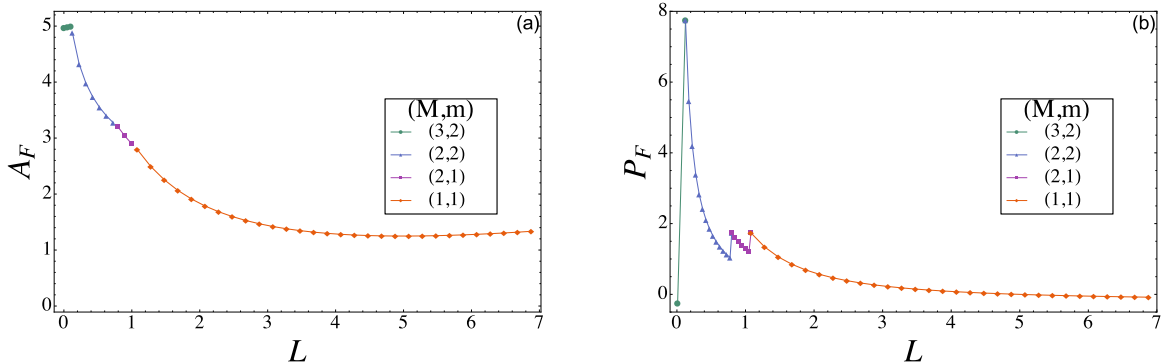 (a)
5
4
3
2
1
0
A_F
0 1 2 3 4 5 6 7
L
(M,m)
(3,2)
(2,2)
(2,1)
(1,1)
(b)
8
6
4
2
0
P_F
0 1 2 3 4 5 6 7
L
(M,m)
(3,2)
(2,2)
(2,1)
(1,1)